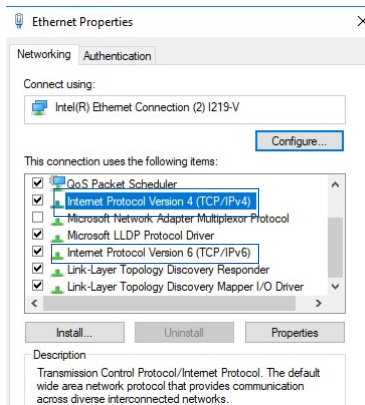 Ethernet Properties
Networking Authentication
Connect using:
Intel(R) Ethernet Connection (2) I219-V
Configure...
This connection uses the following items:
QoS Packet Scheduler
Internet Protocol Version 4 (TCP/IPv4)
Microsoft Network Adapter Multiplexor Protocol
Microsoft LLDP Protocol Driver
Internet Protocol Version 6 (TCP/IPv6)
Link-Layer Topology Discovery Responder
Link-Layer Topology Discovery Mapper I/O Driver
Install... Uninstall Properties
Description
Transmission Control Protocol/Internet Protocol. The default
wide area network protocol that provides communication
across diverse interconnected networks.